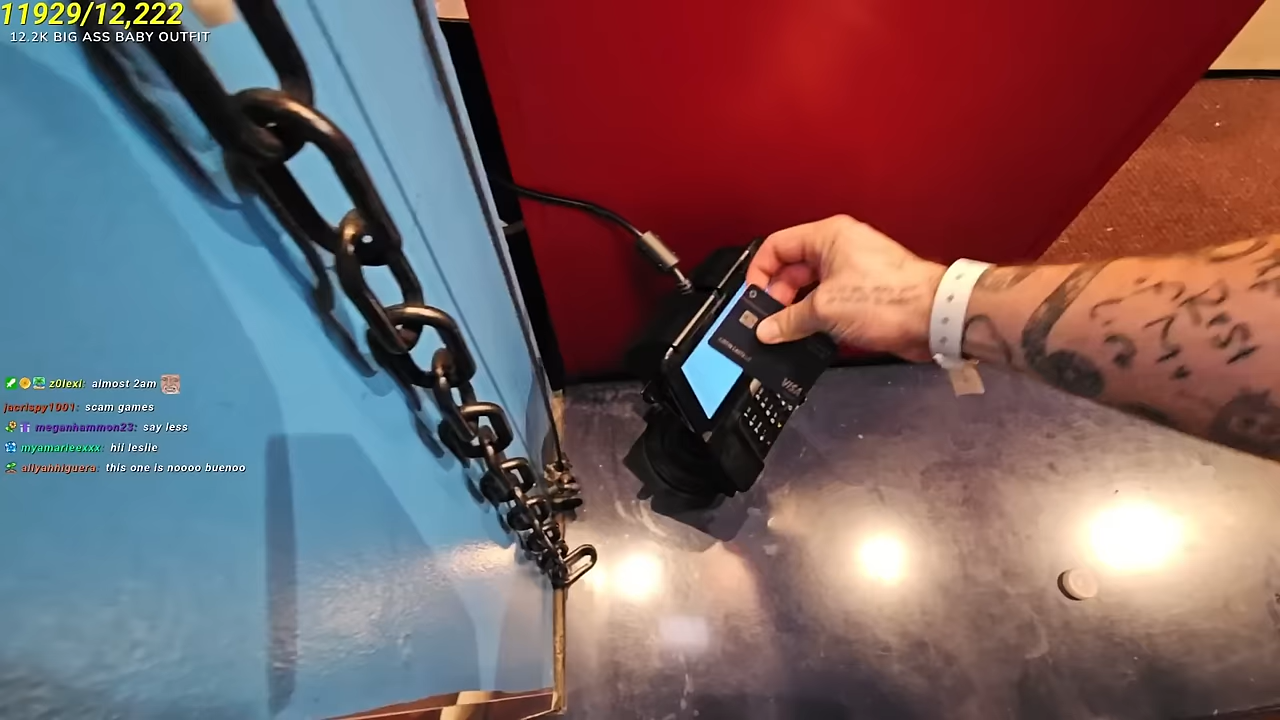 11929/12,222
12.2K BIG ASS BABY OUTFIT
z0lexi: almost 2am
jacrispy1001: scam games
meganhammon23: say less
myamarieexxx: hii leslie
aliyahhiguera: this one is noooo buenoo
VISA